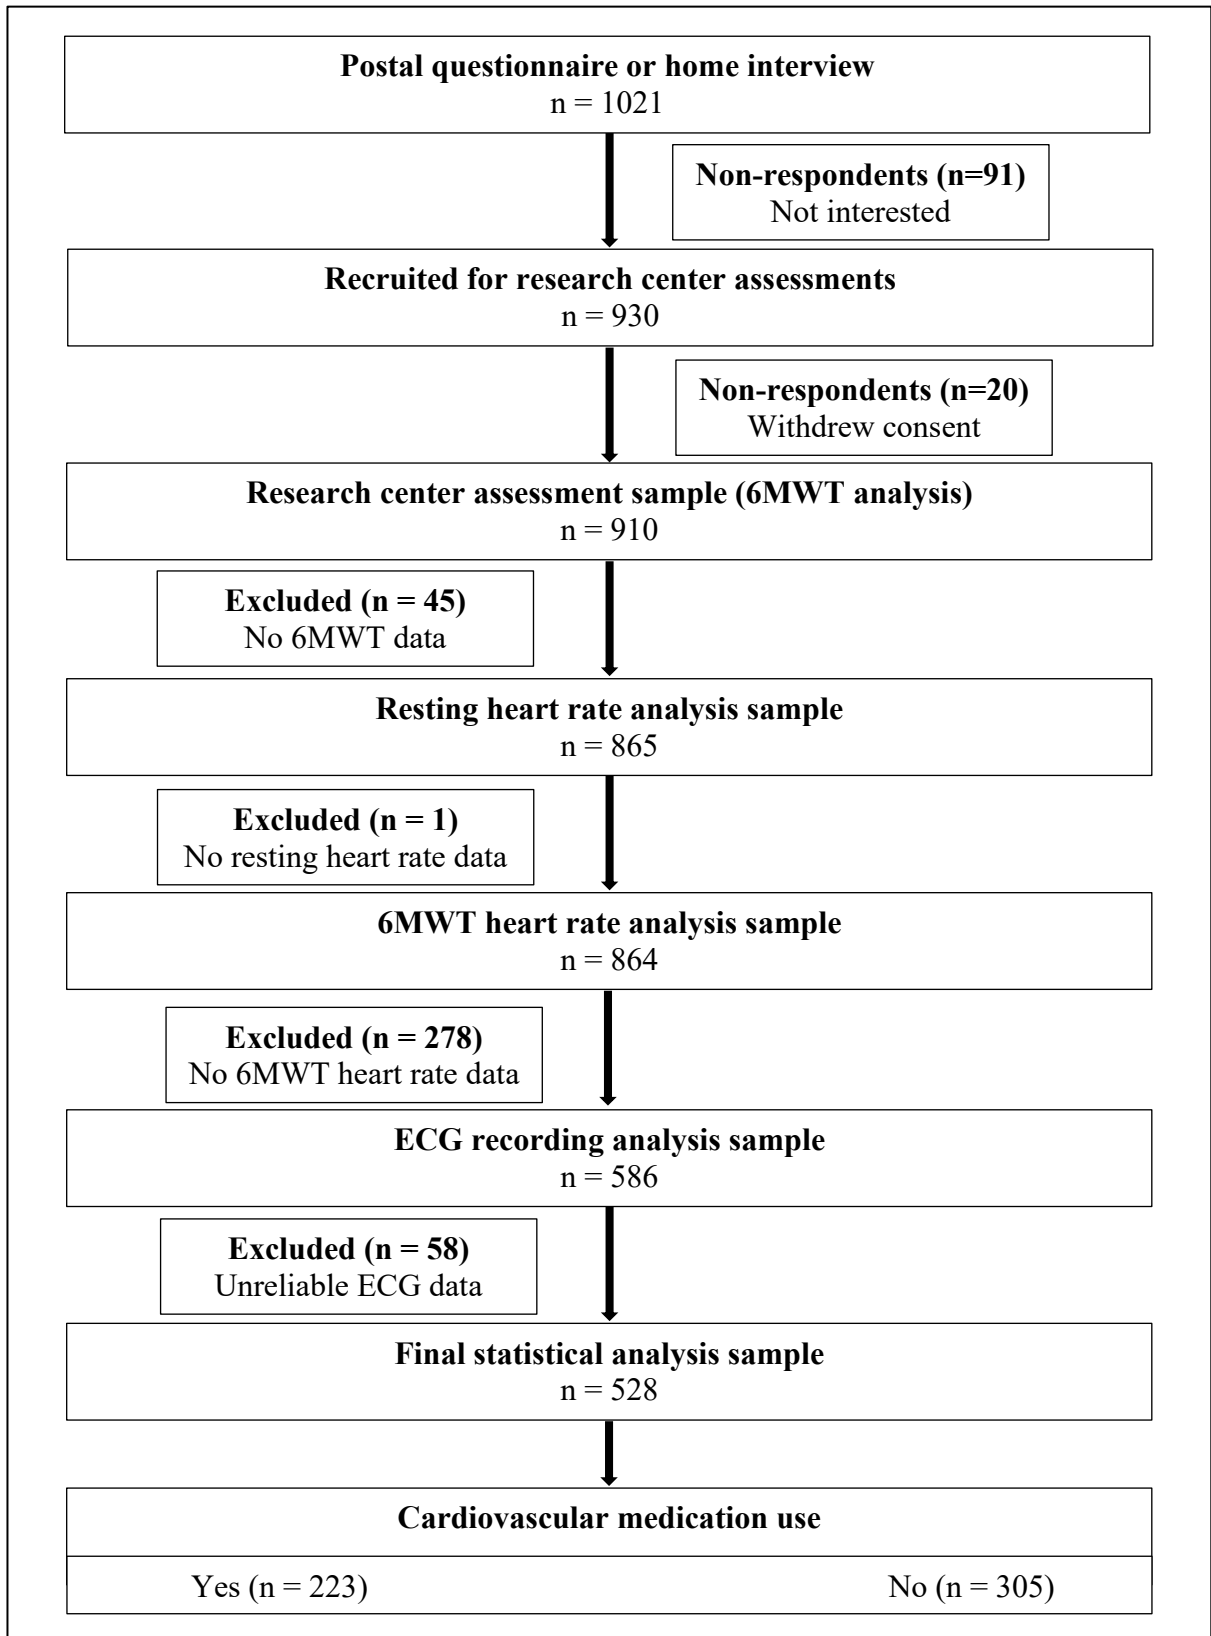 Postal questionnaire or home interview
n = 1021
Non-respondents (n=91)
Not interested
Recruited for research center assessments
n = 930
Non-respondents (n=20)
Withdrew consent
Research center assessment sample (6MWT analysis)
n = 910
Excluded (n = 45)
No 6MWT data
Resting heart rate analysis sample
n = 865
Excluded (n = 1)
No resting heart rate data
6MWT heart rate analysis sample
n = 864
Excluded (n = 278)
No 6MWT heart rate data
ECG recording analysis sample
n = 586
Excluded (n = 58)
Unreliable ECG data
Final statistical analysis sample
n = 528
Cardiovascular medication use
Yes (n = 223)
No (n = 305)